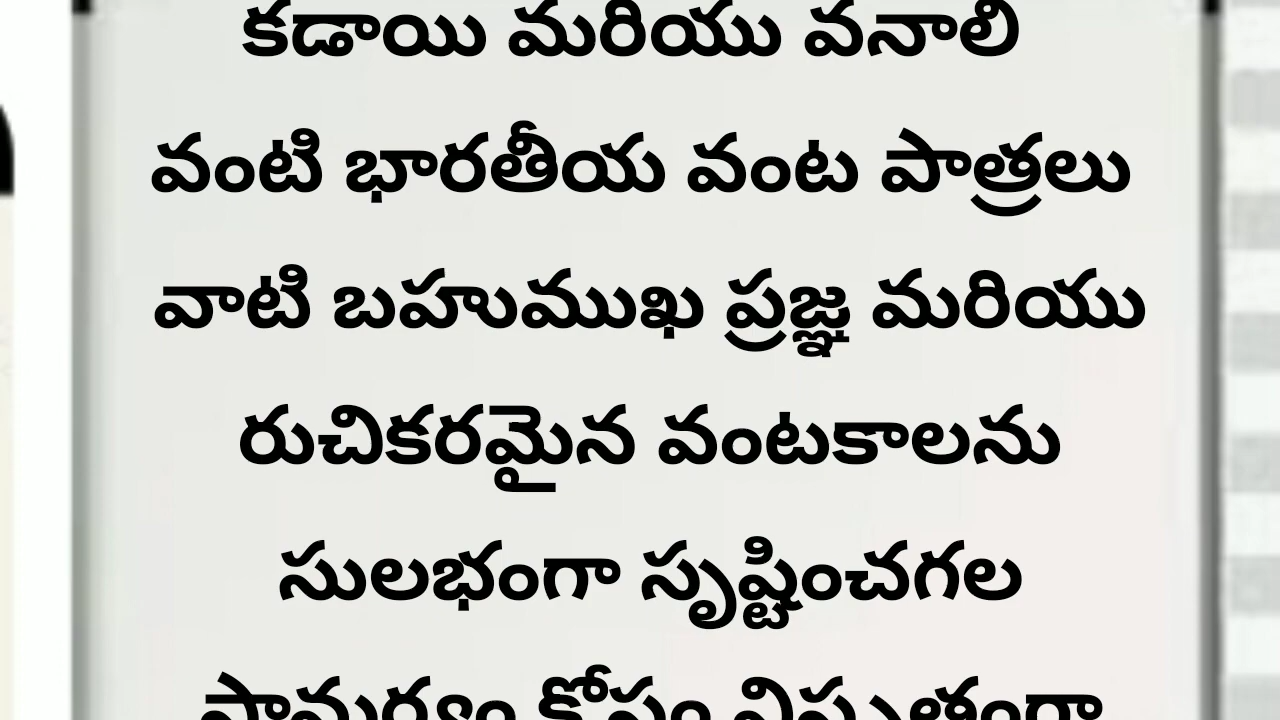 కడాయి మరియు వనాలి
వంటి భారతీయ వంట పాత్రలు
వాటి బహుముఖ ప్రజ్ఞ మరియు
రుచికరమైన వంటకాలను
సులభంగా సృష్టించగల